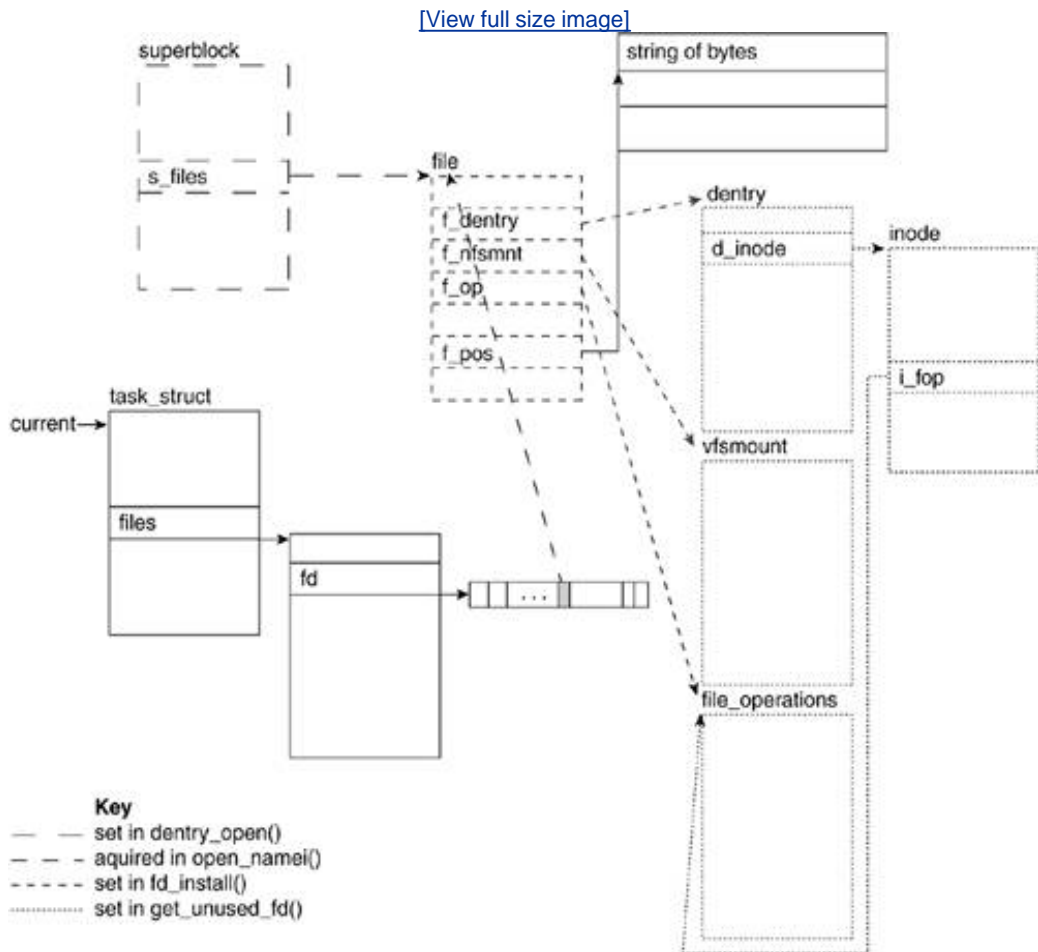 [View full size image]
superblock
s_files
string of bytes
file
f_dentry
f_nfsmnt
f_op
f_pos
dentry
d_inode
inode
i_fop
task_struct
current
files
fd
...
vfsmount
file_operations
Key
set in dentry_open()
aquired in open_namei()
set in fd_install()
set in get_unused_fd()